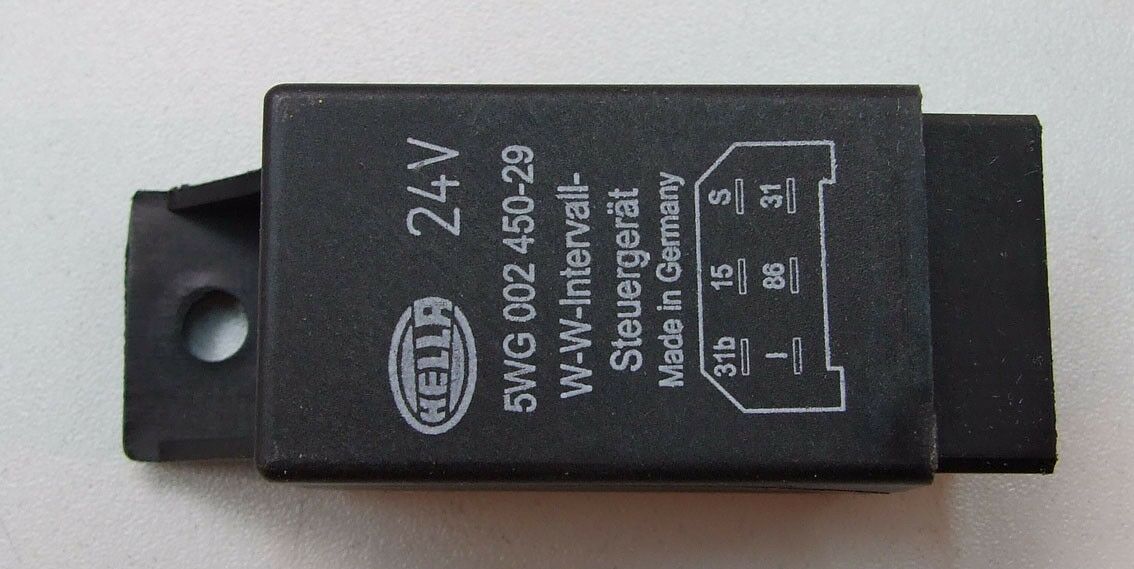 HELLA 24V
5WG 002 450-29
W-W-Intervall-
Steuergerät
Made in Germany
31b 15 S
I 86 31